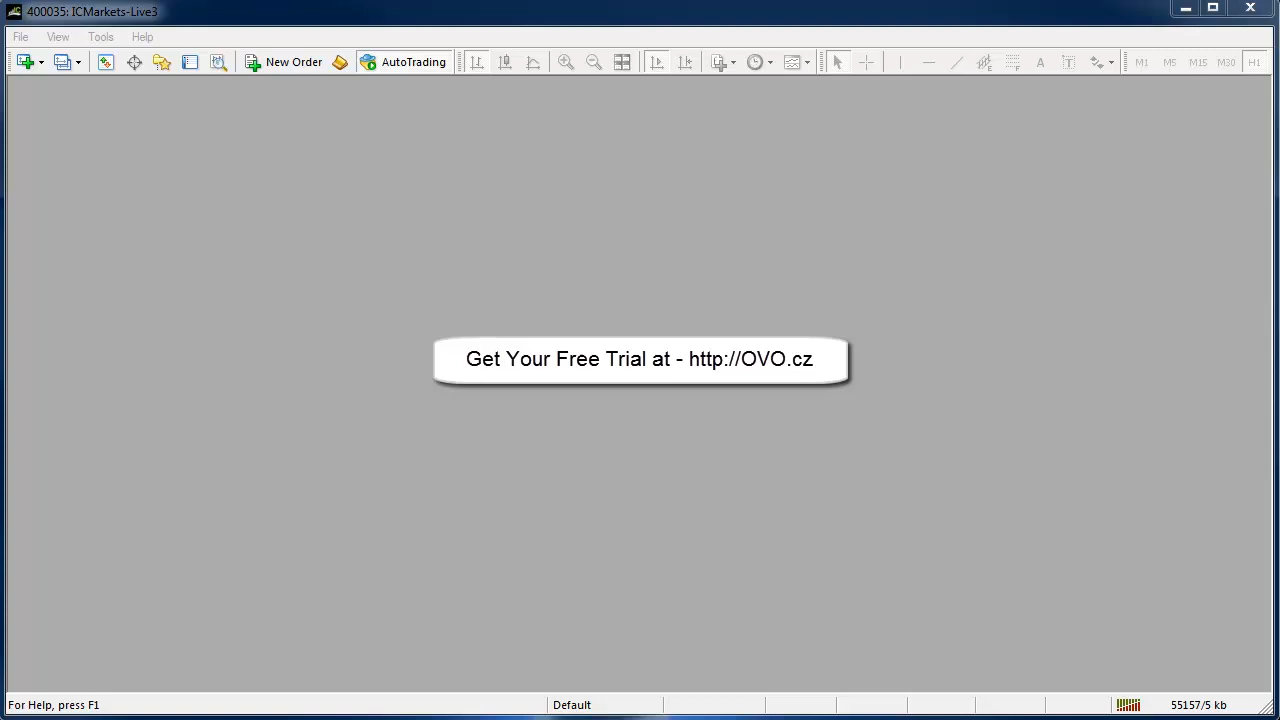 400035: ICMarkets-Live3
File View Tools Help
New Order AutoTrading A T M1 M5 M15 M30 H1
Get Your Free Trial at - http://OVO.cz
For Help, press F1 Default 55157/5 kb